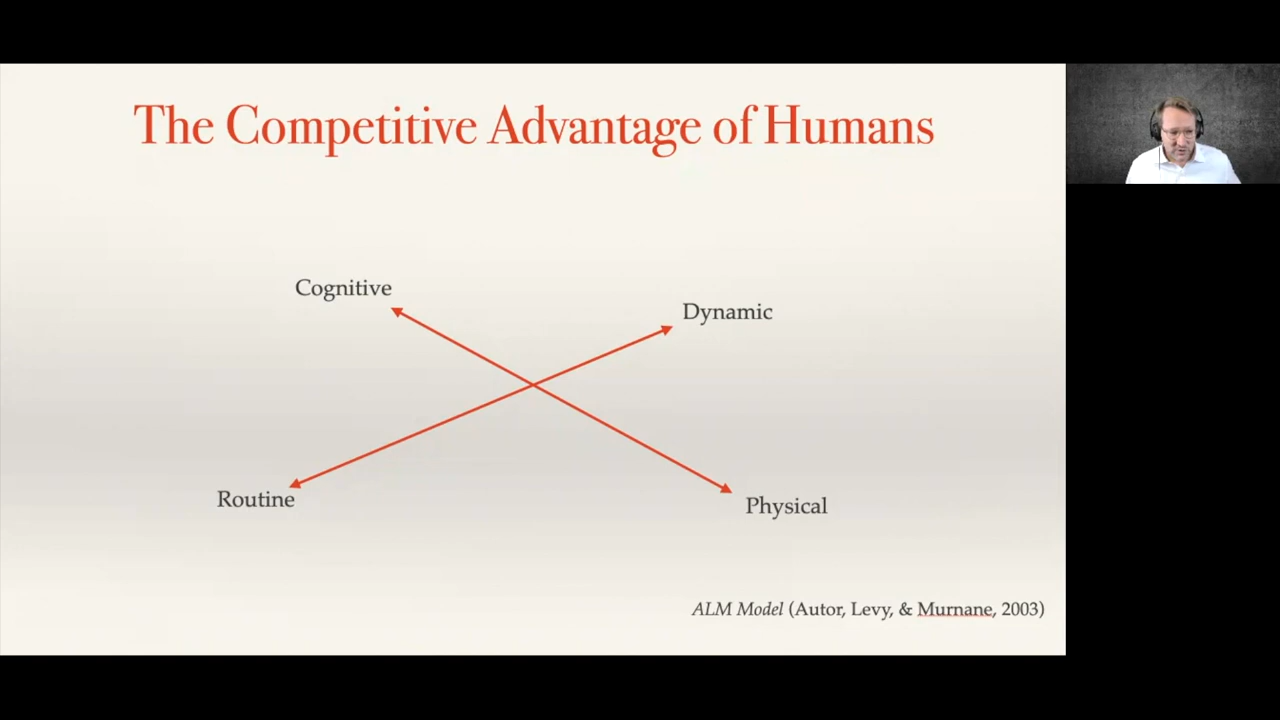 The Competitive Advantage of Humans
Cognitive
Dynamic
Routine
Physical
ALM Model (Autor, Levy, & Murnane, 2003)